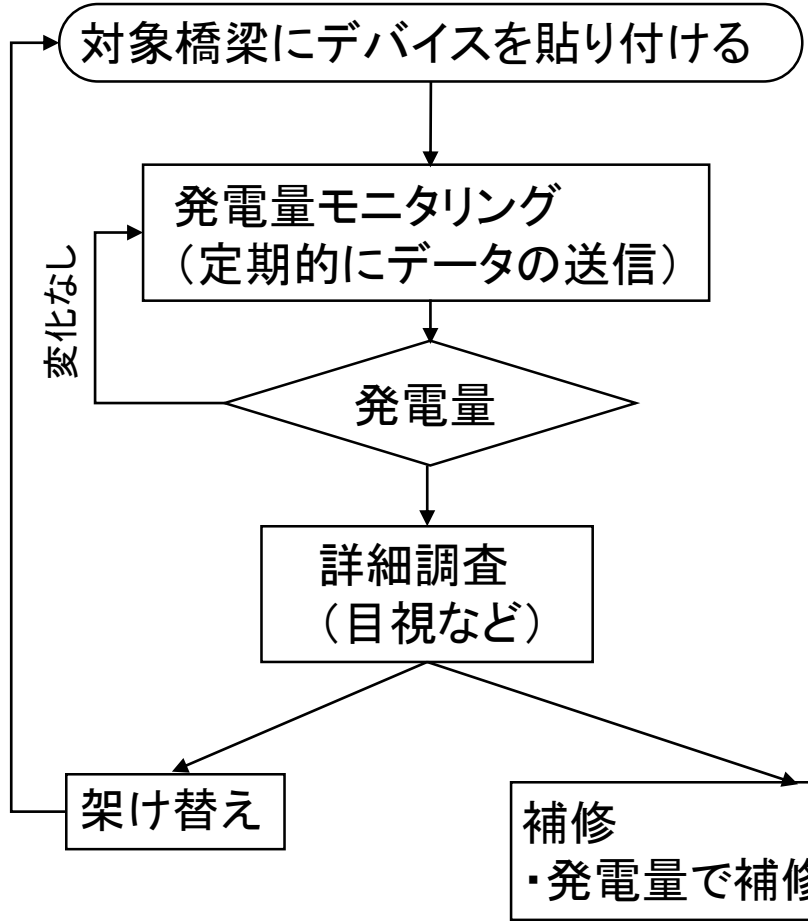 対象橋梁にデバイスを貼り付ける
発電量モニタリング
（定期的にデータの送信）
変化なし
発電量
詳細調査
（目視など）
架け替え
補修
・発電量で補修